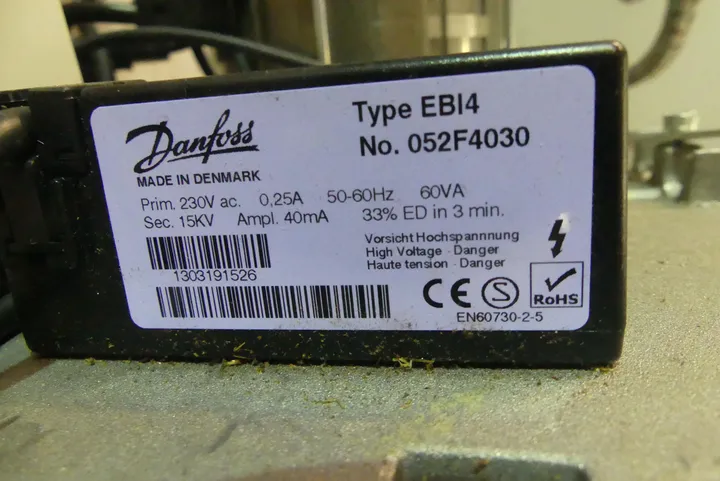 Danfoss
MADE IN DENMARK
Type EBI4
No. 052F4030
Prim. 230V ac. 0,25A 50-60Hz 60VA
Sec. 15KV Ampl. 40mA 33% ED in 3 min.
Vorsicht Hochspannnung
High Voltage - Danger
Haute tension - Danger
1303191526
CE S RoHS
EN60730-2-5